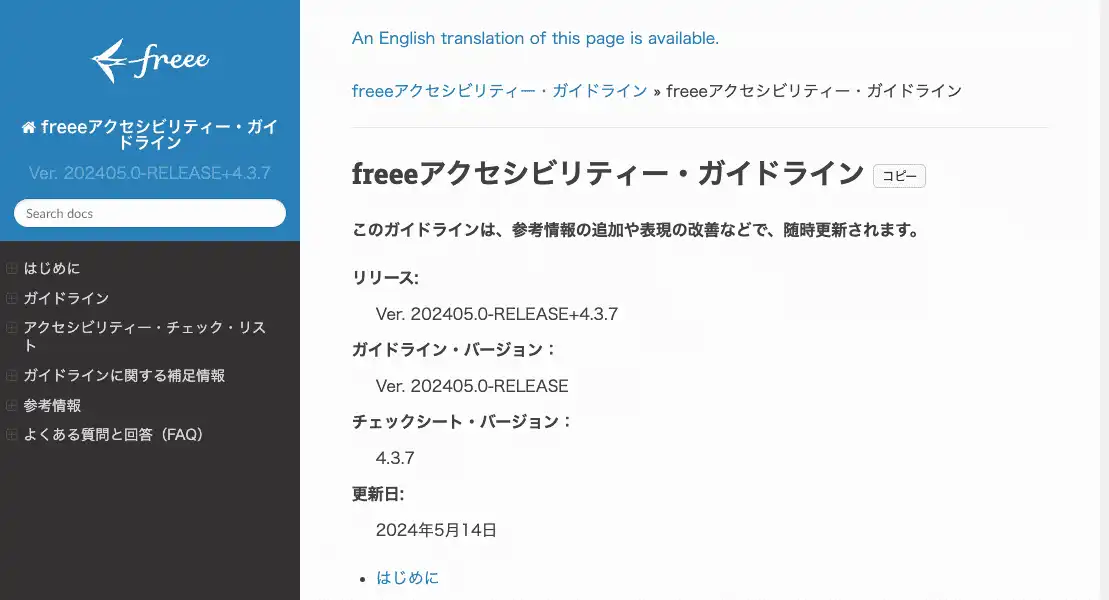 freee
freeeアクセシビリティー・ガイ
ドライン
Ver. 202405.0-RELEASE+4.3.7
Search docs
はじめに
ガイドライン
アクセシビリティー・チェック・リス
ト
ガイドラインに関する補足情報
参考情報
よくある質問と回答（FAQ）
An English translation of this page is available.
freeeアクセシビリティー・ガイドライン » freeeアクセシビリティー・ガイドライン
freeeアクセシビリティー・ガイドライン コピー
このガイドラインは、参考情報の追加や表現の改善などで、随時更新されます。
リリース:
Ver. 202405.0-RELEASE+4.3.7
ガイドライン・バージョン：
Ver. 202405.0-RELEASE
チェックシート・バージョン：
4.3.7
更新日:
2024年5月14日
• はじめに